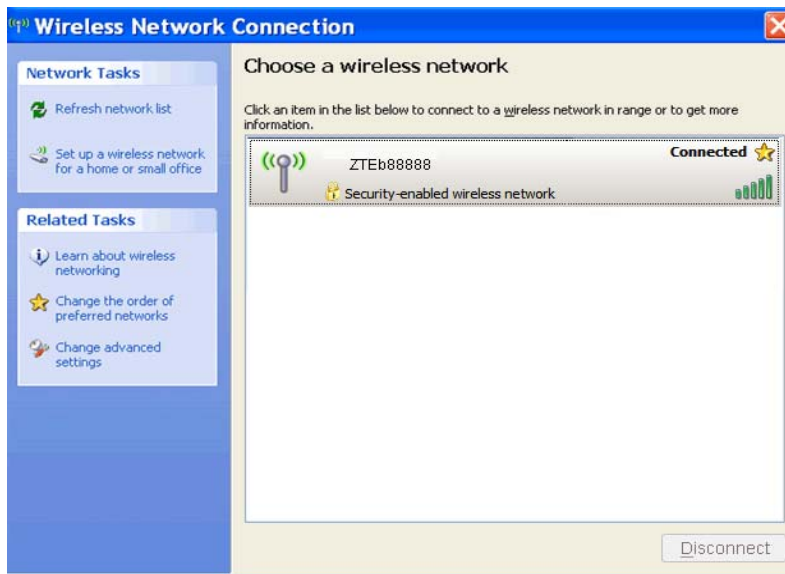 Wireless Network Connection
Network Tasks
Refresh network list
Set up a wireless network
for a home or small office
Related Tasks
Learn about wireless
networking
Change the order of
preferred networks
Change advanced
settings
Choose a wireless network
Click an item in the list below to connect to a wireless network in range or to get more
information.
ZTEb88888
Connected
Security-enabled wireless network
Disconnect